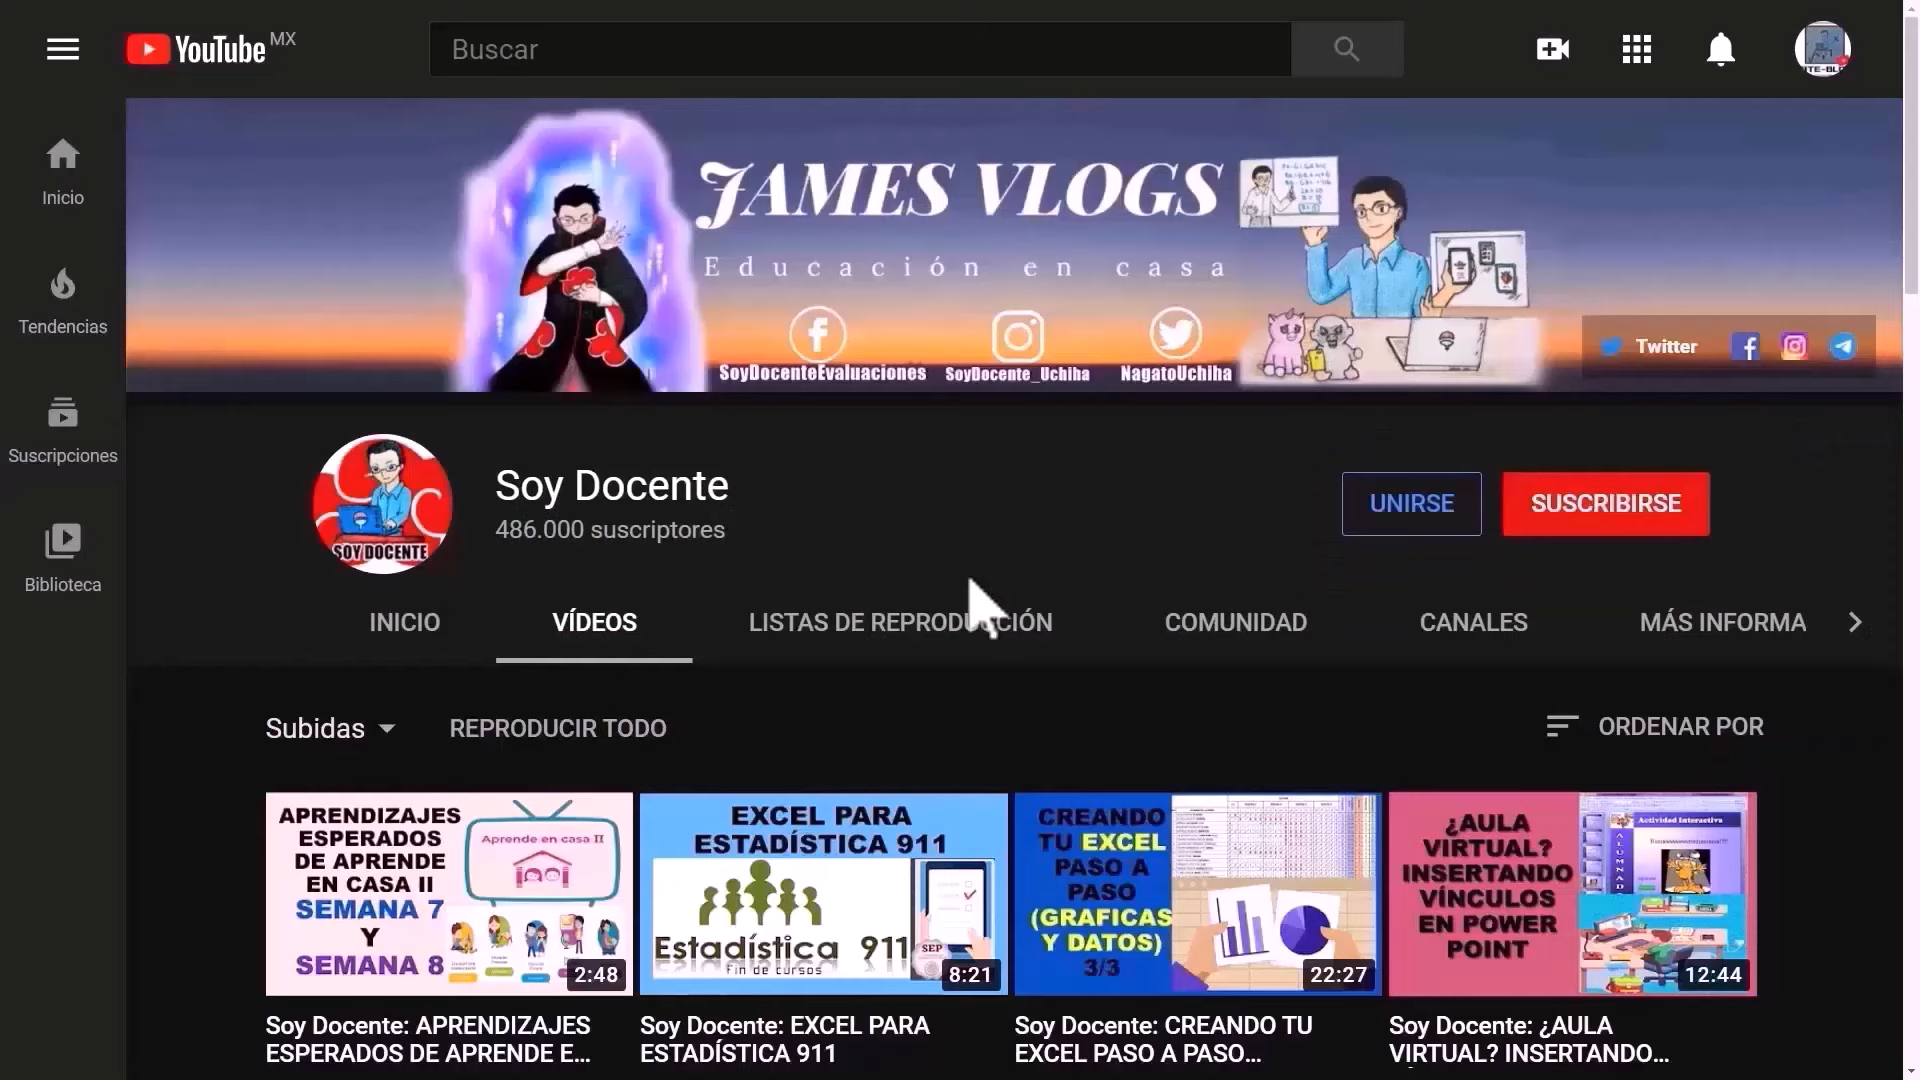 YouTube MX
Buscar
Inicio
Tendencias
Suscripciones
Biblioteca
JAMES VLOGS
Educación en casa
SoyDocenteEvaluaciones
SoyDocente_Uchiha
NagatoUchiha
Twitter
SOY DOCENTE
Soy Docente
486.000 suscriptores
UNIRSE
SUSCRIBIRSE
INICIO
VÍDEOS
LISTAS DE REPRODUCCIÓN
COMUNIDAD
CANALES
MÁS INFORMA
Subidas
REPRODUCIR TODO
ORDENAR POR
APRENDIZAJES
ESPERADOS
DE APRENDE
EN CASA II
SEMANA 7
Y
SEMANA 8
Aprende en casa II
2:48
EXCEL PARA
ESTADÍSTICA 911
Estadística 911
Fin de cursos
SEP
8:21
CREANDO
TU EXCEL
PASO A
PASO
(GRAFICAS
Y DATOS)
3/3
22:27
¿AULA
VIRTUAL?
INSERTANDO
VÍNCULOS
EN POWER
POINT
Actividad Interactiva
12:44
Soy Docente: APRENDIZAJES
ESPERADOS DE APRENDE E...
Soy Docente: EXCEL PARA
ESTADÍSTICA 911
Soy Docente: CREANDO TU
EXCEL PASO A PASO...
Soy Docente: ¿AULA
VIRTUAL? INSERTANDO...